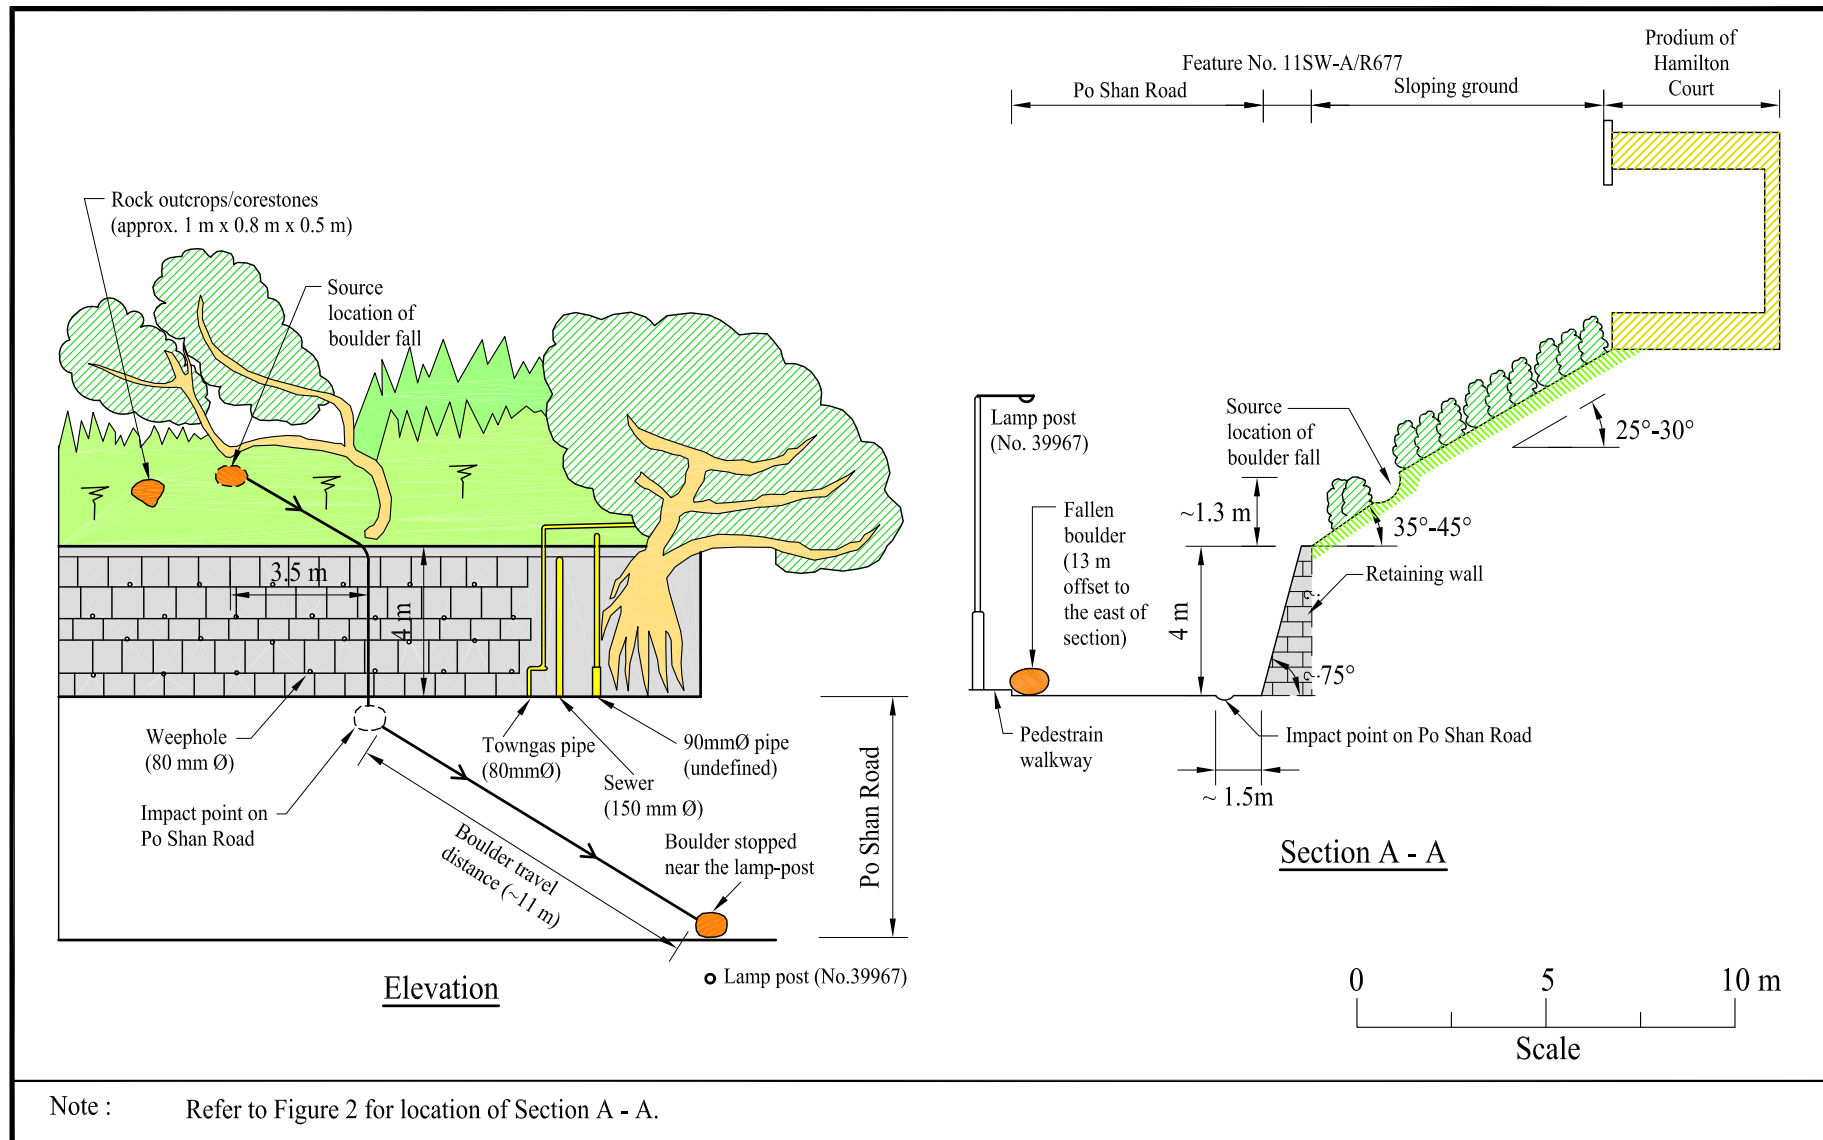 Prodium of
Hamilton
Court
Feature No. 11SW-A/R677
Po Shan Road
Sloping ground
Rock outcrops/corestones
(approx. 1 m x 0.8 m x 0.5 m)
Source
location of
boulder fall
3.5 m
4 m
Weephole
(80 mm Ø)
Impact point on
Po Shan Road
Towngas pipe
(80mmØ)
Sewer
(150 mm Ø)
90mmØ pipe
(undefined)
Boulder travel
distance (~11 m)
Boulder stopped
near the lamp-post
Po Shan Road
Lamp post (No.39967)
Elevation
Lamp post
(No. 39967)
Source
location of
boulder fall
25°-30°
~1.3 m
35°-45°
Fallen
boulder
(13 m
offset to
the east of
section)
4 m
Retaining wall
?
?
75°
Pedestrain
walkway
Impact point on Po Shan Road
~ 1.5m
Section A - A
0 5 10 m
Scale
Note : Refer to Figure 2 for location of Section A - A.